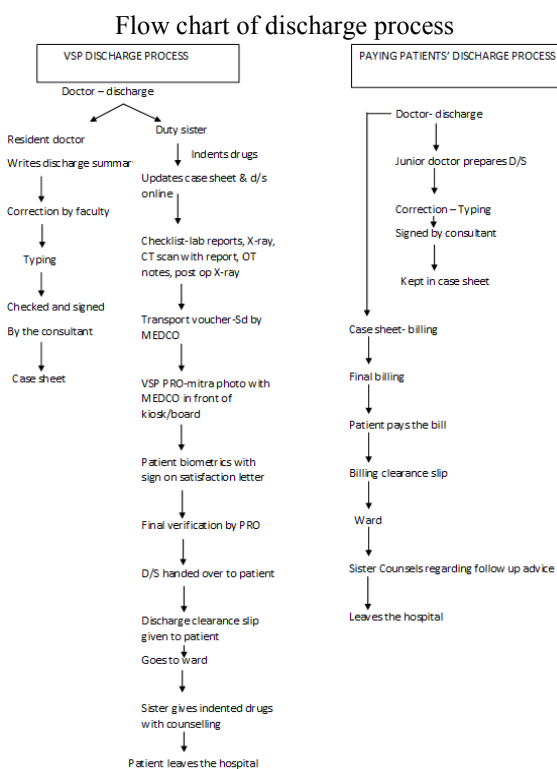 Flow chart of discharge process
VSP DISCHARGE PROCESS
Doctor – discharge
Resident doctor
Writes discharge summar
Correction by faculty
Typing
Checked and signed
By the consultant
Case sheet
Duty sister
Indents drugs
Updates case sheet & d/s
online
Checklist-lab reports, X-ray,
CT scan with report, OT
notes, post op X-ray
Transport voucher-Sd by
MEDCO
VSP PRO-mitra photo with
MEDCO in front of
kiosk/board
Patient biometrics with
sign on satisfaction letter
Final verification by PRO
D/S handed over to patient
Discharge clearance slip
given to patient
Goes to ward
Sister gives indented drugs
with counselling
Patient leaves the hospital
PAYING PATIENTS’ DISCHARGE PROCESS
Doctor- discharge
Junior doctor prepares D/S
Correction – Typing
Signed by consultant
Kept in case sheet
Case sheet- billing
Final billing
Patient pays the bill
Billing clearance slip
Ward
Sister Counsels regarding follow up advice
Leaves the hospital